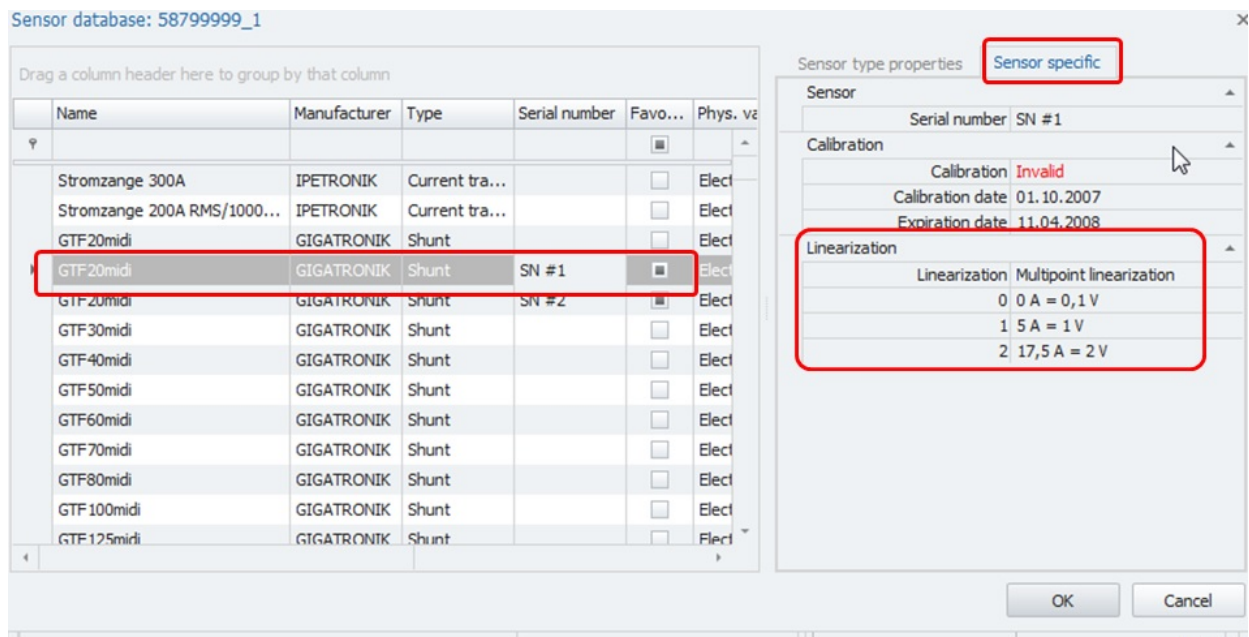 Sensor database: 58799999_1
Drag a column header here to group by that column
Name Manufacturer Type Serial number Favo... Phys. va
Stromzange 300A IPETRONIK Current tra... Elect
Stromzange 200A RMS/1000... IPETRONIK Current tra... Elect
GTF20midi GIGATRONIK Shunt Elect
GTF20midi GIGATRONIK Shunt SN #1 Elect
GTF20midi GIGATRONIK Shunt SN #2 Elect
GTF30midi GIGATRONIK Shunt Elect
GTF40midi GIGATRONIK Shunt Elect
GTF50midi GIGATRONIK Shunt Elect
GTF60midi GIGATRONIK Shunt Elect
GTF70midi GIGATRONIK Shunt Elect
GTF80midi GIGATRONIK Shunt Elect
GTF100midi GIGATRONIK Shunt Elect
GTF125midi GIGATRONIK Shunt Elect
Sensor type properties Sensor specific
Sensor
Serial number SN #1
Calibration
Calibration Invalid
Calibration date 01.10.2007
Expiration date 11.04.2008
Linearization
Linearization Multipoint linearization
0 0 A = 0,1 V
1 5 A = 1 V
2 17,5 A = 2 V
OK Cancel